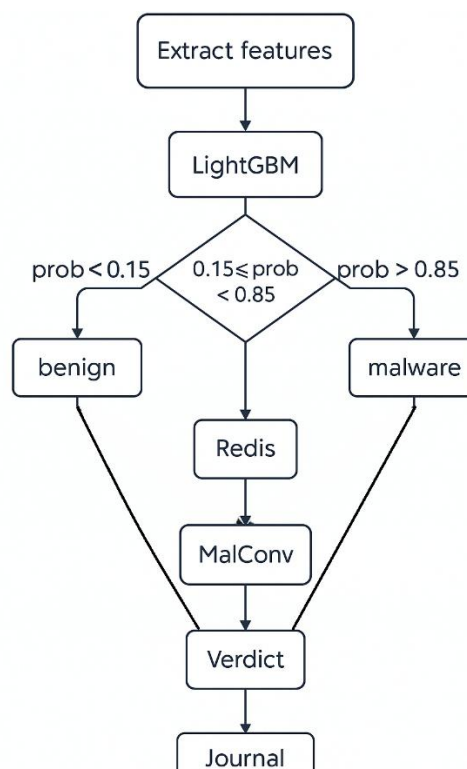 Extract features
LightGBM
prob < 0.15
0.15 ⩽ prob
< 0.85
prob > 0.85
benign
malware
Redis
MalConv
Verdict
Journal